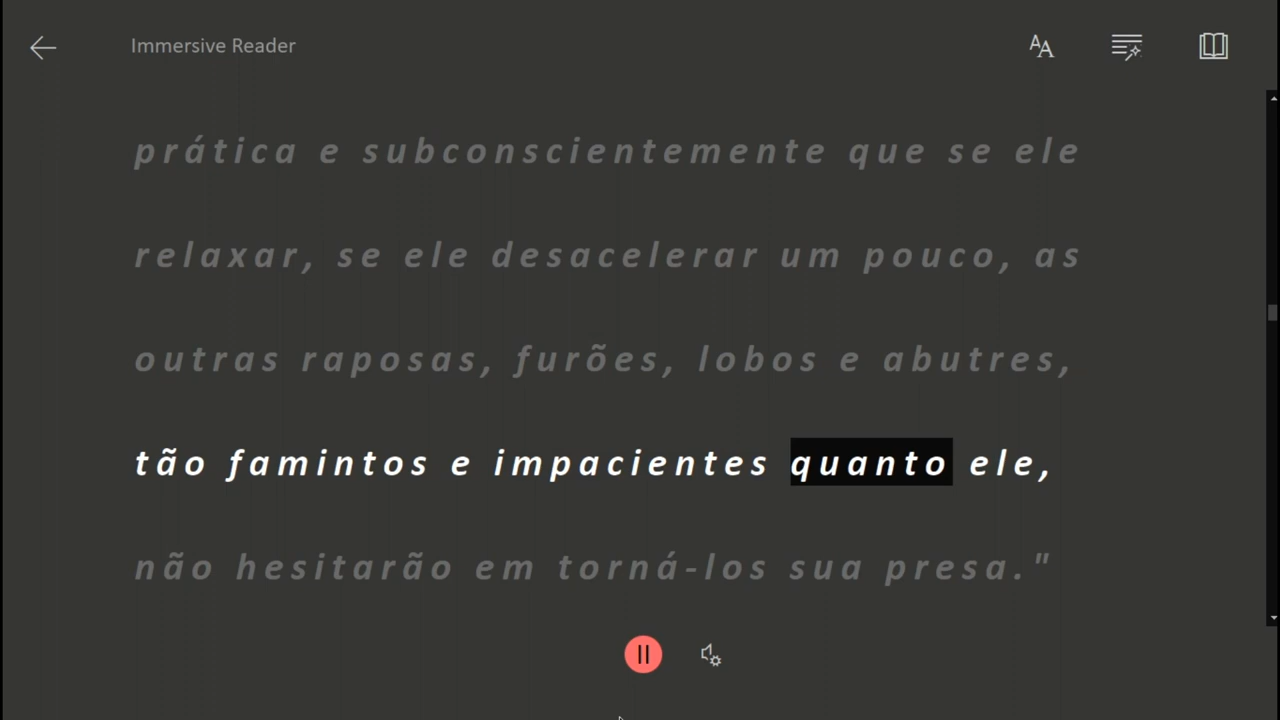 Immersive Reader
prática e subconscientemente que se ele
relaxar, se ele desacelerar um pouco, as
outras raposas, furões, lobos e abutres,
tão famintos e impacientes quanto ele,
não hesitarão em torná-los sua presa."